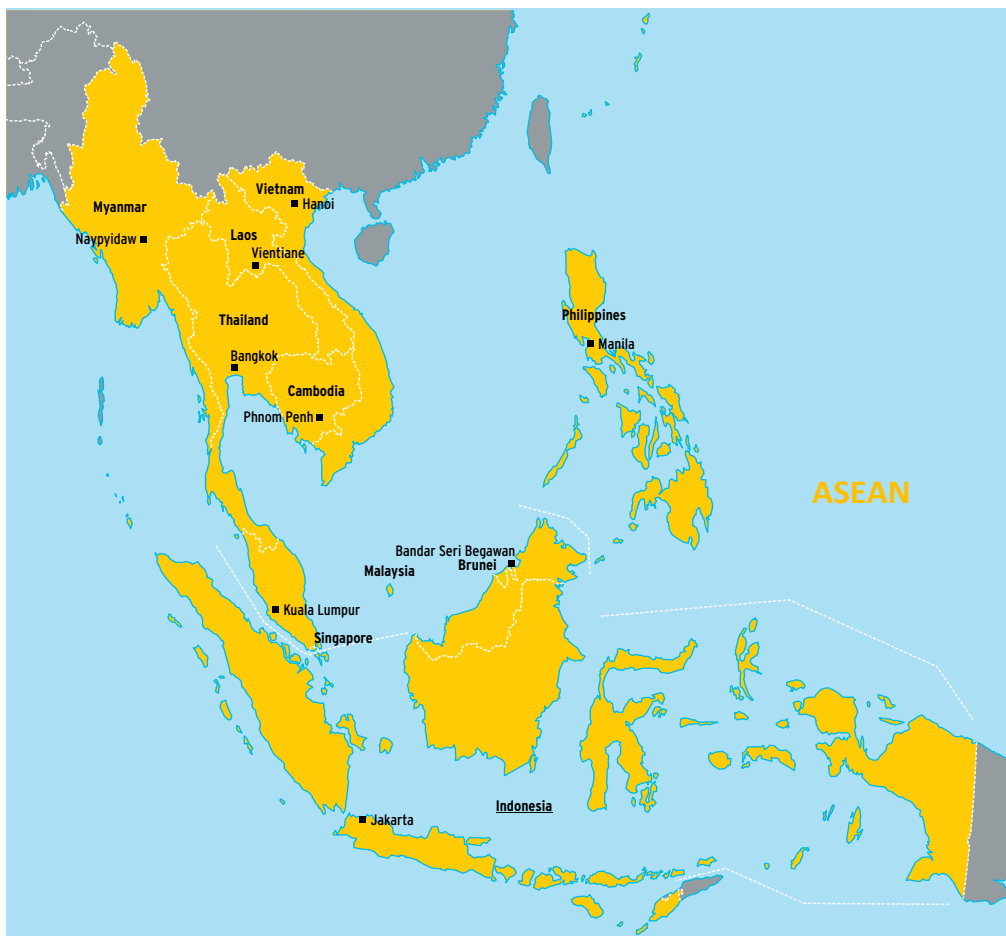 Vietnam
Hanoi
Myanmar
Laos
Naypyidaw
Vientiane
Thailand
Philippines
Manila
Bangkok
Cambodia
Phnom Penh
ASEAN
Bandar Seri Begawan
Brunei
Malaysia
Kuala Lumpur
Singapore
Indonesia
Jakarta